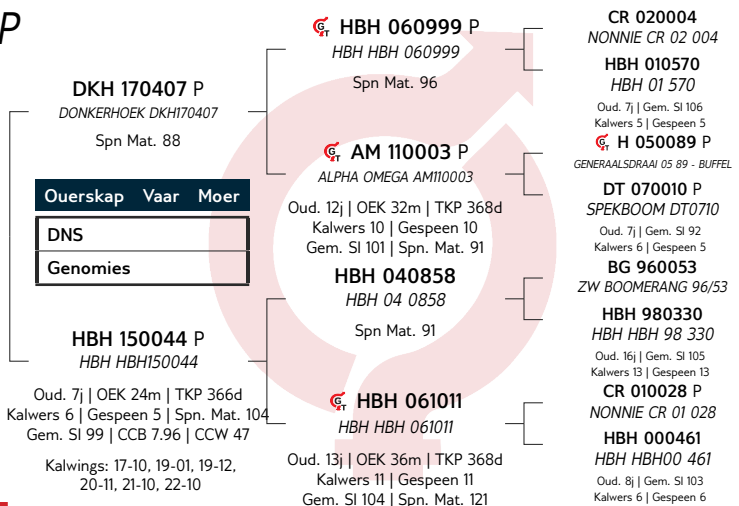 P
DKH 170407 P
DONKERHOEK DKH170407
Spn Mat. 88
Ouerskap Vaar Moer
DNS
Genomies
HBH 150044 P
HBH HBH150044
Oud. 7j | OEK 24m | TKP 366d
Kalwers 6 | Gespeen 5 | Spn. Mat. 104
Gem. SI 99 | CCB 7.96 | CCW 47
Kalwings: 17-10, 19-01, 19-12,
20-11, 21-10, 22-10
GT HBH 060999 P
HBH HBH 060999
Spn Mat. 96
GT AM 110003 P
ALPHA OMEGA AM110003
Oud. 12j | OEK 32m | TKP 368d
Kalwers 10 | Gespeen 10
Gem. SI 101 | Spn. Mat. 91
HBH 040858
HBH 04 0858
Spn Mat. 91
GT HBH 061011
HBH HBH 061011
Oud. 13j | OEK 36m | TKP 368d
Kalwers 11 | Gespeen 11
Gem. SI 104 | Spn. Mat. 121
CR 020004
NONNIE CR 02 004
HBH 010570
HBH 01 570
Oud. 7j | Gem. SI 106
Kalwers 5 | Gespeen 5
GT H 050089 P
GENERAALSDRAAI 05 89 - BUFFEL
DT 070010 P
SPEKBOOM DT0710
Oud. 7j | Gem. SI 92
Kalwers 6 | Gespeen 5
BG 960053
ZW BOOMERANG 96/53
HBH 980330
HBH HBH 98 330
Oud. 16j | Gem. SI 105
Kalwers 13 | Gespeen 13
CR 010028 P
NONNIE CR 01 028
HBH 000461
HBH HBH00 461
Oud. 8j | Gem. SI 103
Kalwers 6 | Gespeen 6